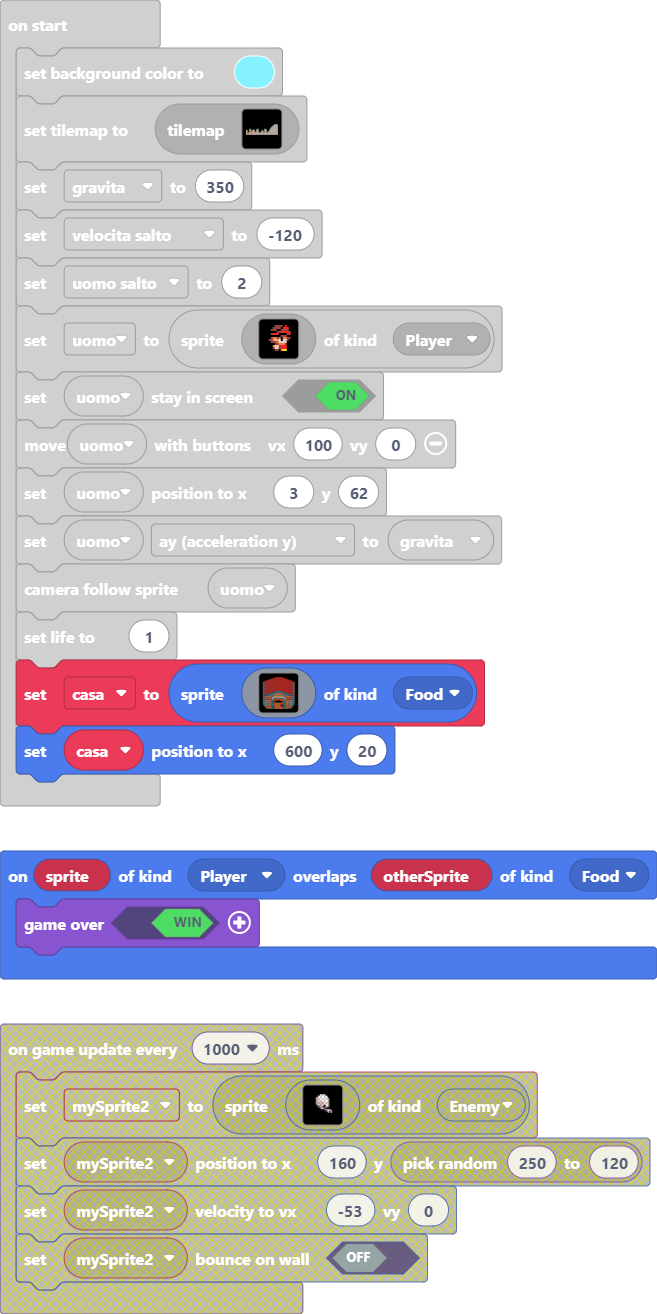 on start
set background color to
set tilemap to tilemap
set gravita to 350
set velocita salto to -120
set uomo salto to 2
set uomo to sprite of kind Player
set uomo stay in screen ON
move uomo with buttons vx 100 vy 0
set uomo position to x 3 y 62
set uomo ay (acceleration y) to gravita
camera follow sprite uomo
set life to 1
set casa to sprite of kind Food
set casa position to x 600 y 20
on sprite of kind Player overlaps otherSprite of kind Food
game over WIN
on game update every 1000 ms
set mySprite2 to sprite of kind Enemy
set mySprite2 position to x 160 y pick random 250 to 120
set mySprite2 velocity to vx -53 vy 0
set mySprite2 bounce on wall OFF